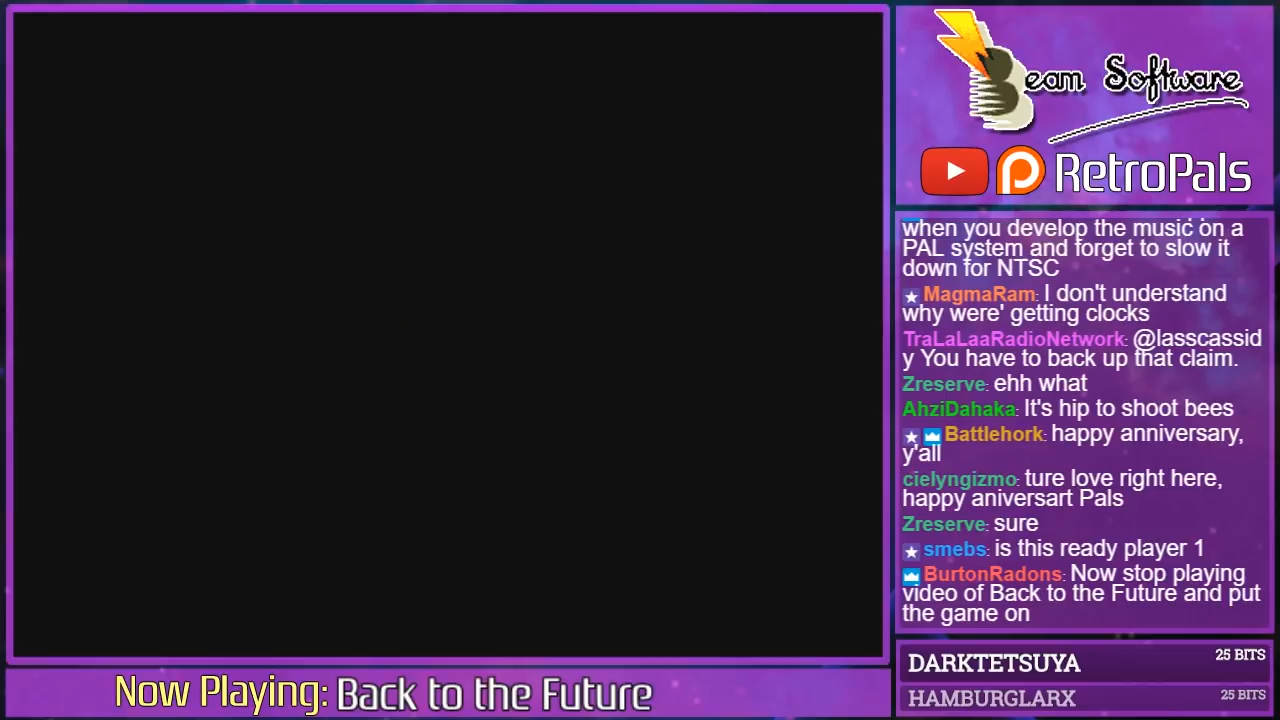 Beam Software
RetroPals
when you develop the music on a
PAL system and forget to slow it
down for NTSC
MagmaRam: I don't understand
why were' getting clocks
TraLaLaaRadioNetwork: @lasscassid
y You have to back up that claim.
Zreserve: ehh what
AhziDahaka: It's hip to shoot bees
Battlehork: happy anniversary,
y'all
cielyngizmo: ture love right here,
happy aniversart Pals
Zreserve: sure
smebs: is this ready player 1
BurtonRadons: Now stop playing
video of Back to the Future and put
the game on
DARKTETSUYA 25 BITS
HAMBURGLARX 25 BITS
Now Playing: Back to the Future